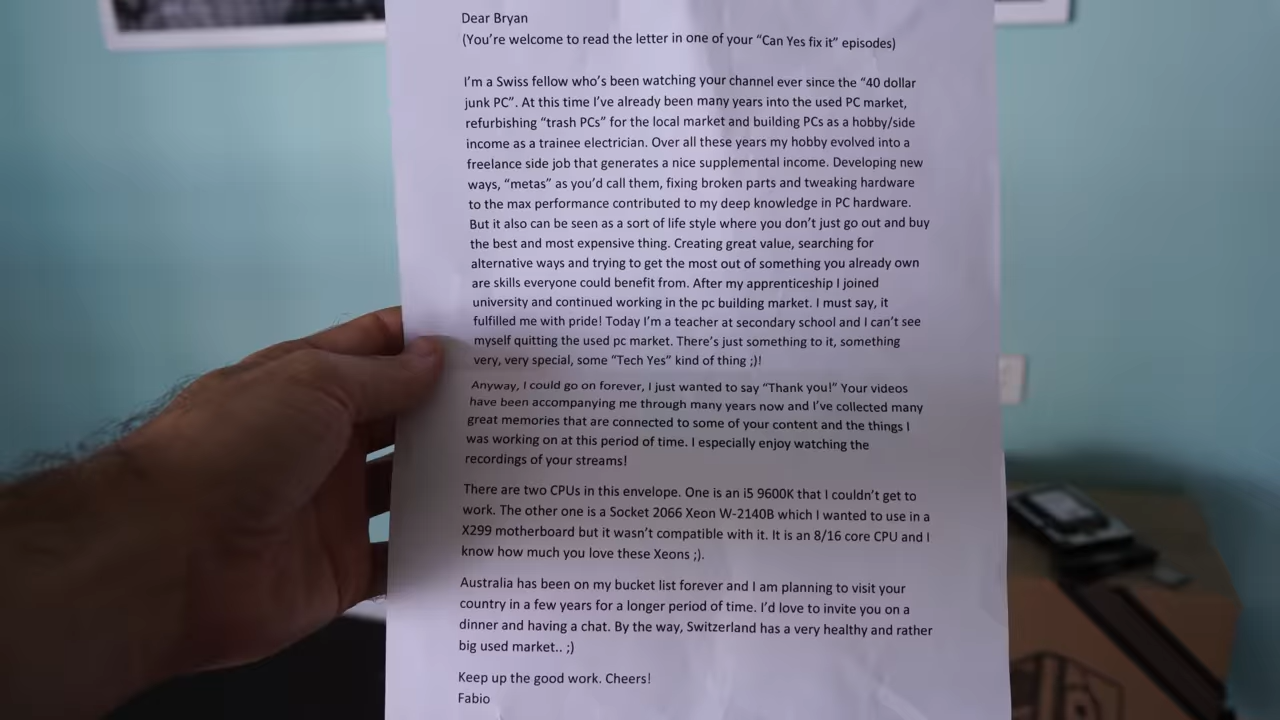 Dear Bryan
(You're welcome to read the letter in one of your “Can Yes fix it” episodes)
I'm a Swiss fellow who's been watching your channel ever since the “40 dollar
junk PC”. At this time I've already been many years into the used PC market,
refurbishing “trash PCs” for the local market and building PCs as a hobby/side
income as a trainee electrician. Over all these years my hobby evolved into a
freelance side job that generates a nice supplemental income. Developing new
ways, “metas” as you'd call them, fixing broken parts and tweaking hardware
to the max performance contributed to my deep knowledge in PC hardware.
But it also can be seen as a sort of life style where you don't just go out and buy
the best and most expensive thing. Creating great value, searching for
alternative ways and trying to get the most out of something you already own
are skills everyone could benefit from. After my apprenticeship I joined
university and continued working in the pc building market. I must say, it
fulfilled me with pride! Today I'm a teacher at secondary school and I can't see
myself quitting the used pc market. There's just something to it, something
very, very special, some “Tech Yes” kind of thing ;)!
Anyway, I could go on forever, I just wanted to say “Thank you!” Your videos
have been accompanying me through many years now and I've collected many
great memories that are connected to some of your content and the things I
was working on at this period of time. I especially enjoy watching the
recordings of your streams!
There are two CPUs in this envelope. One is an i5 9600K that I couldn't get to
work. The other one is a Socket 2066 Xeon W-2140B which I wanted to use in a
X299 motherboard but it wasn't compatible with it. It is an 8/16 core CPU and I
know how much you love these Xeons ;).
Australia has been on my bucket list forever and I am planning to visit your
country in a few years for a longer period of time. I'd love to invite you on a
dinner and having a chat. By the way, Switzerland has a very healthy and rather
big used market.. ;)
Keep up the good work. Cheers!
Fabio